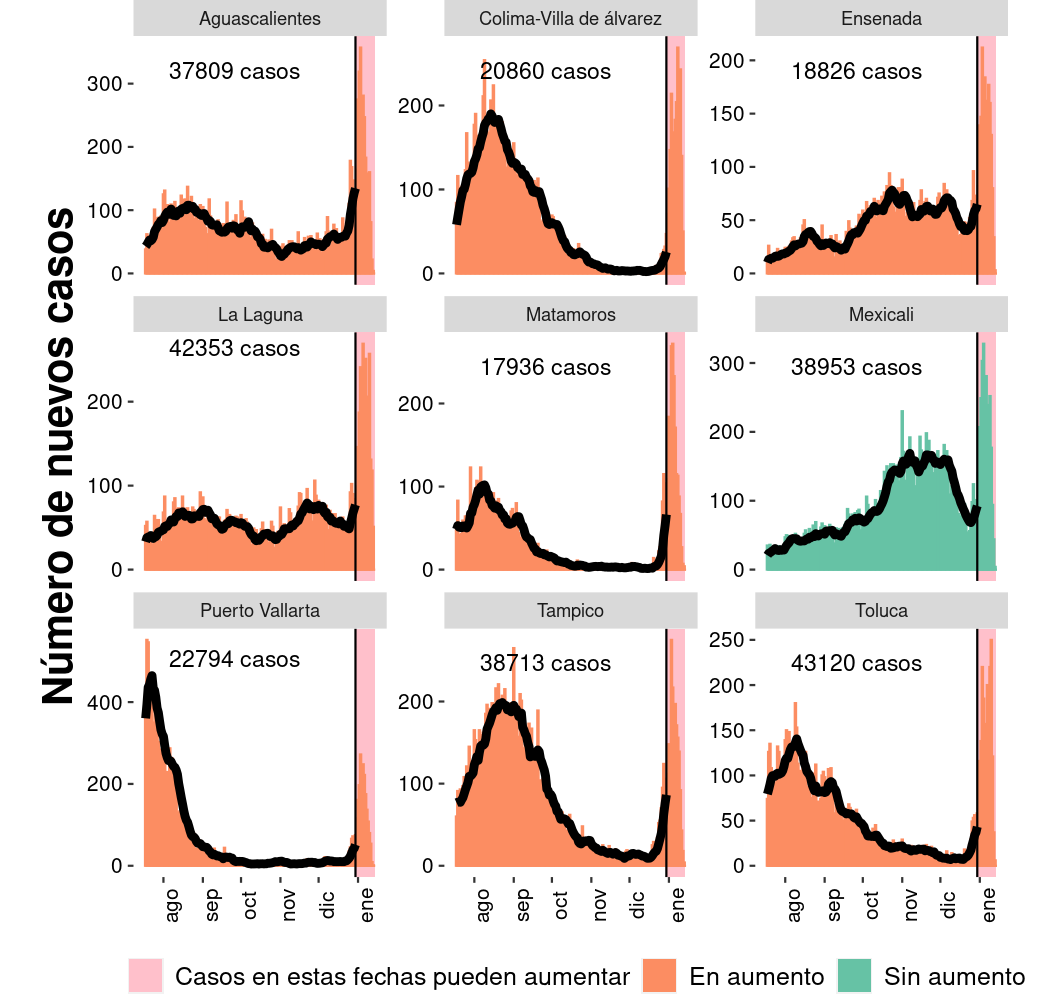 Número de nuevos casos
Aguascalientes
37809 casos
300
200
100
0
Colima-Villa de álvarez
20860 casos
200
100
0
Ensenada
18826 casos
200
150
100
50
0
La Laguna
42353 casos
200
100
0
Matamoros
17936 casos
200
100
0
Mexicali
38953 casos
300
200
100
0
Puerto Vallarta
22794 casos
400
200
0
ago sep oct nov dic ene
Tampico
38713 casos
200
100
0
ago sep oct nov dic ene
Toluca
43120 casos
250
200
150
100
50
0
ago sep oct nov dic ene
Casos en estas fechas pueden aumentar En aumento Sin aumento